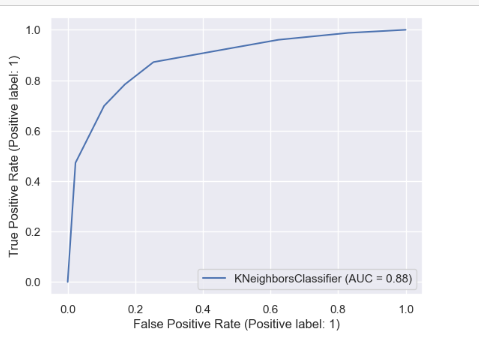 1.0
0.8
0.6
0.4
0.2
0.0
True Positive Rate (Positive label: 1)
KNeighborsClassifier (AUC = 0.88)
0.0 0.2 0.4 0.6 0.8 1.0
False Positive Rate (Positive label: 1)